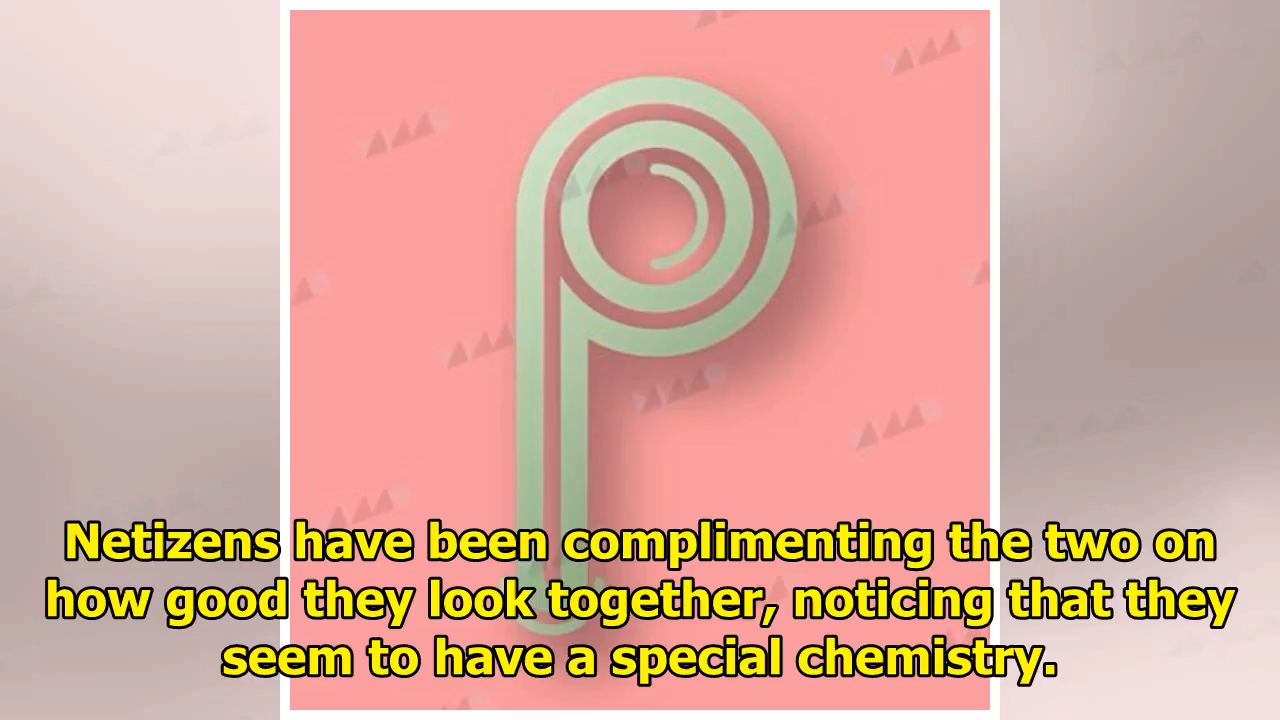 Netizens have been complimenting the two on
how good they look together, noticing that they
seem to have a special chemistry.